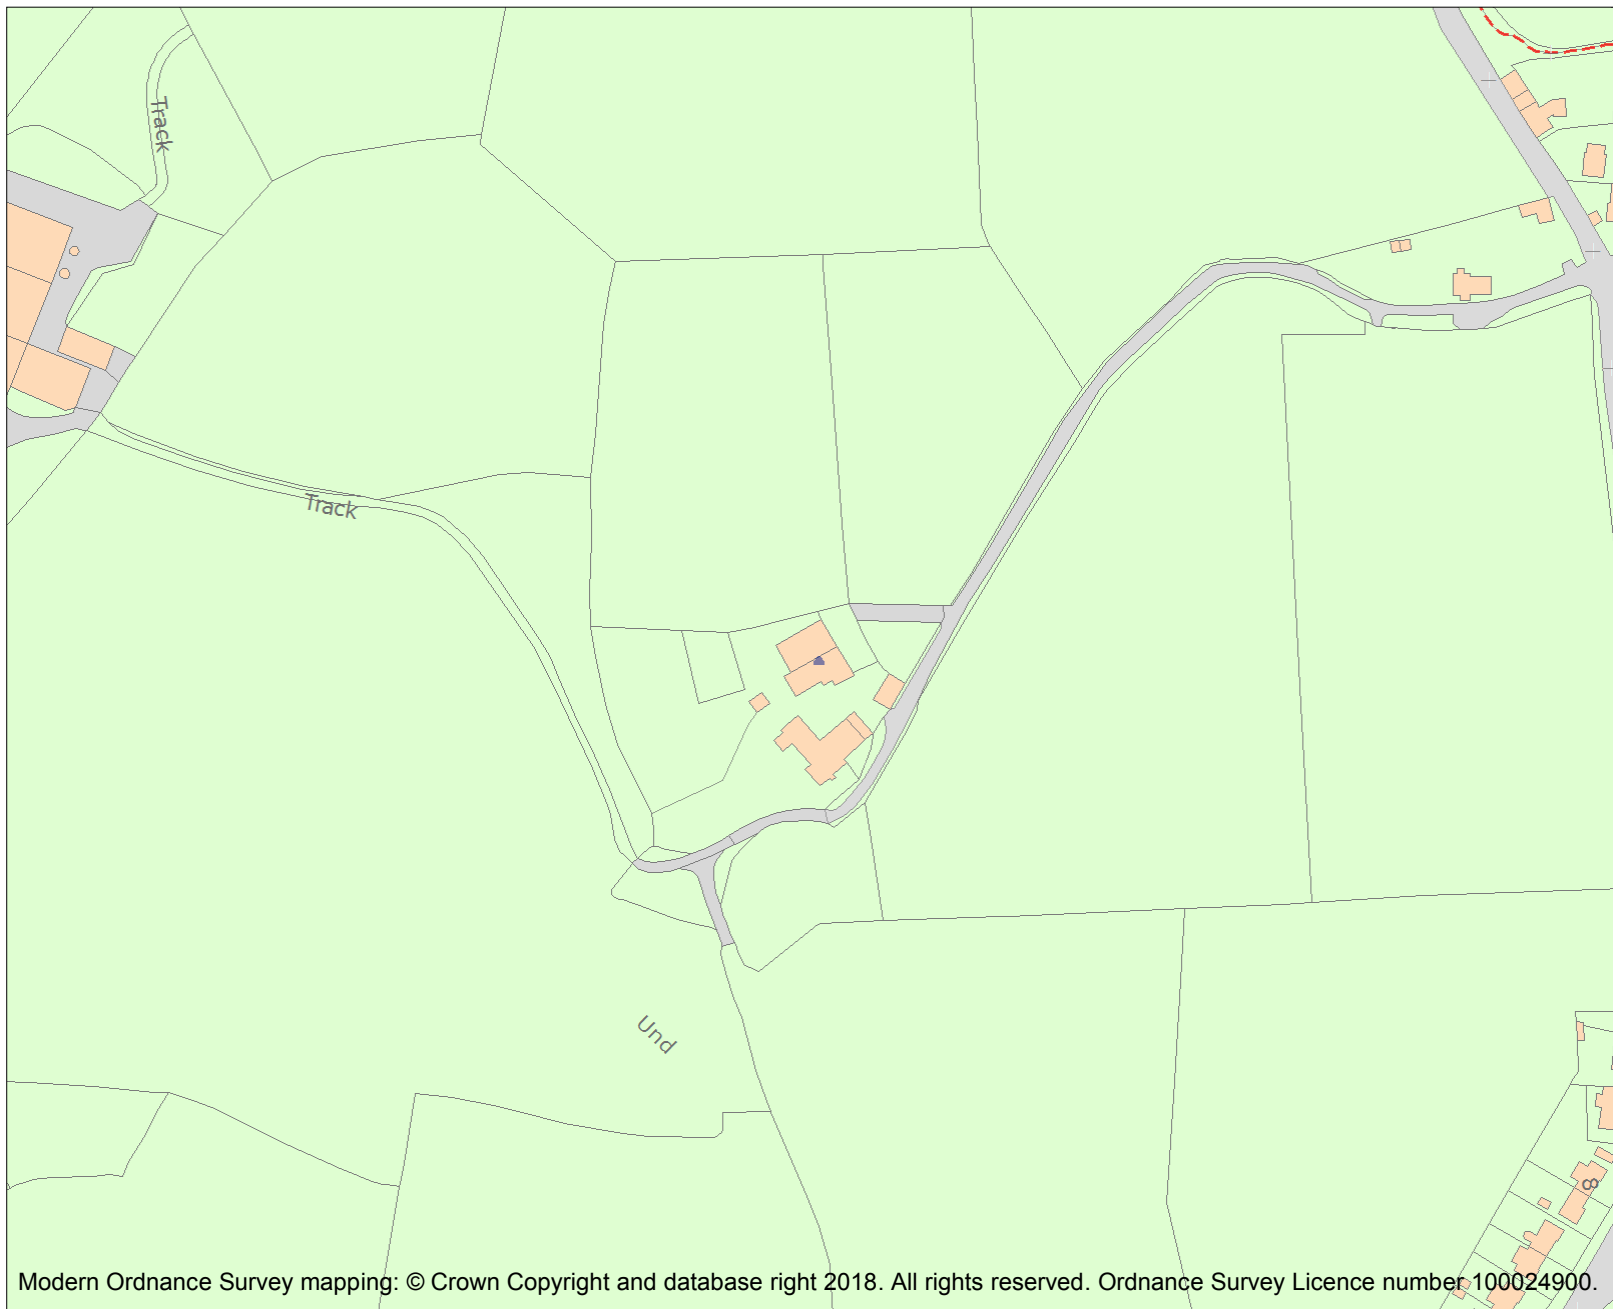 Track
Track
Und
8
Modern Ordnance Survey mapping: © Crown Copyright and database right 2018. All rights reserved. Ordnance Survey Licence number 100024900.